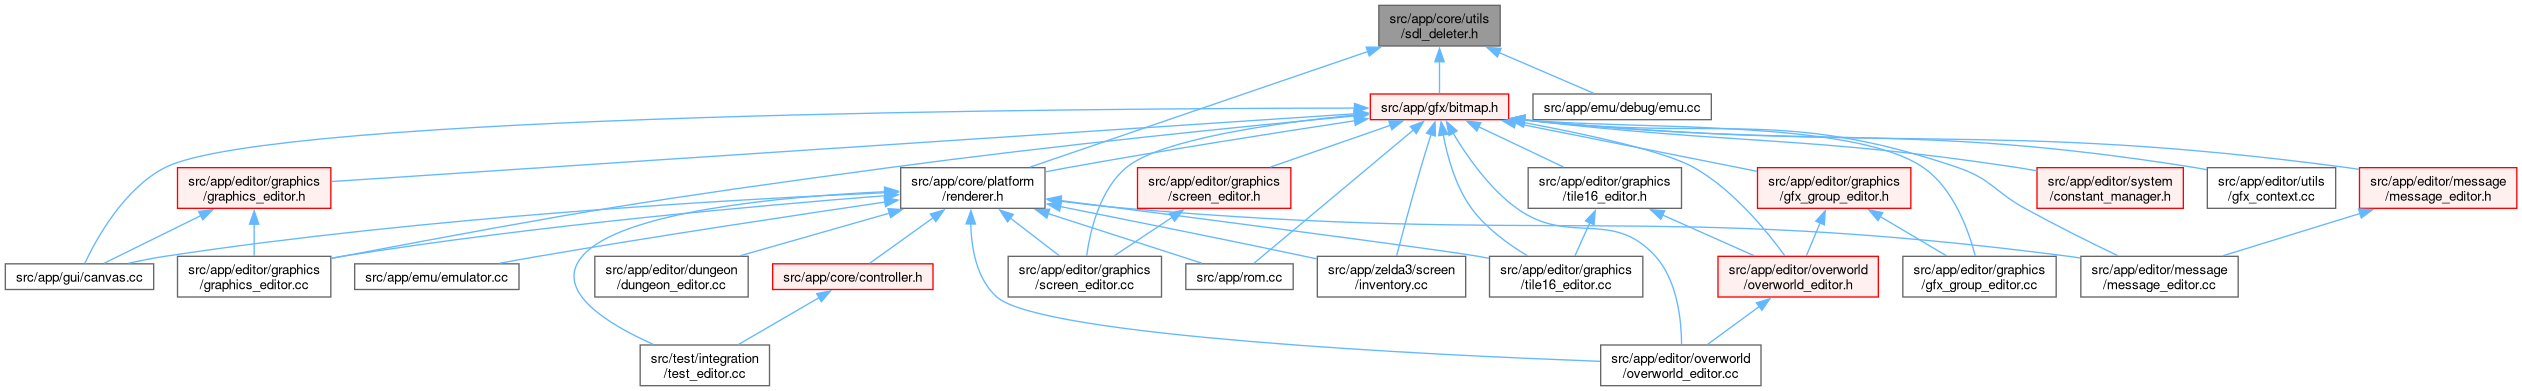 src/app/core/utils
/sdl_deleter.h
src/app/gfx/bitmap.h
src/app/emu/debug/emu.cc
src/app/editor/graphics
/graphics_editor.h
src/app/core/platform
/renderer.h
src/app/editor/graphics
/screen_editor.h
src/app/editor/graphics
/tile16_editor.h
src/app/editor/graphics
/gfx_group_editor.h
src/app/editor/system
/constant_manager.h
src/app/editor/utils
/gfx_context.cc
src/app/editor/message
/message_editor.h
src/app/gui/canvas.cc
src/app/editor/graphics
/graphics_editor.cc
src/app/emu/emulator.cc
src/app/editor/dungeon
/dungeon_editor.cc
src/app/core/controller.h
src/app/editor/graphics
/screen_editor.cc
src/app/rom.cc
src/app/zelda3/screen
/inventory.cc
src/app/editor/graphics
/tile16_editor.cc
src/app/editor/overworld
/overworld_editor.h
src/app/editor/graphics
/gfx_group_editor.cc
src/app/editor/message
/message_editor.cc
src/test/integration
/test_editor.cc
src/app/editor/overworld
/overworld_editor.cc